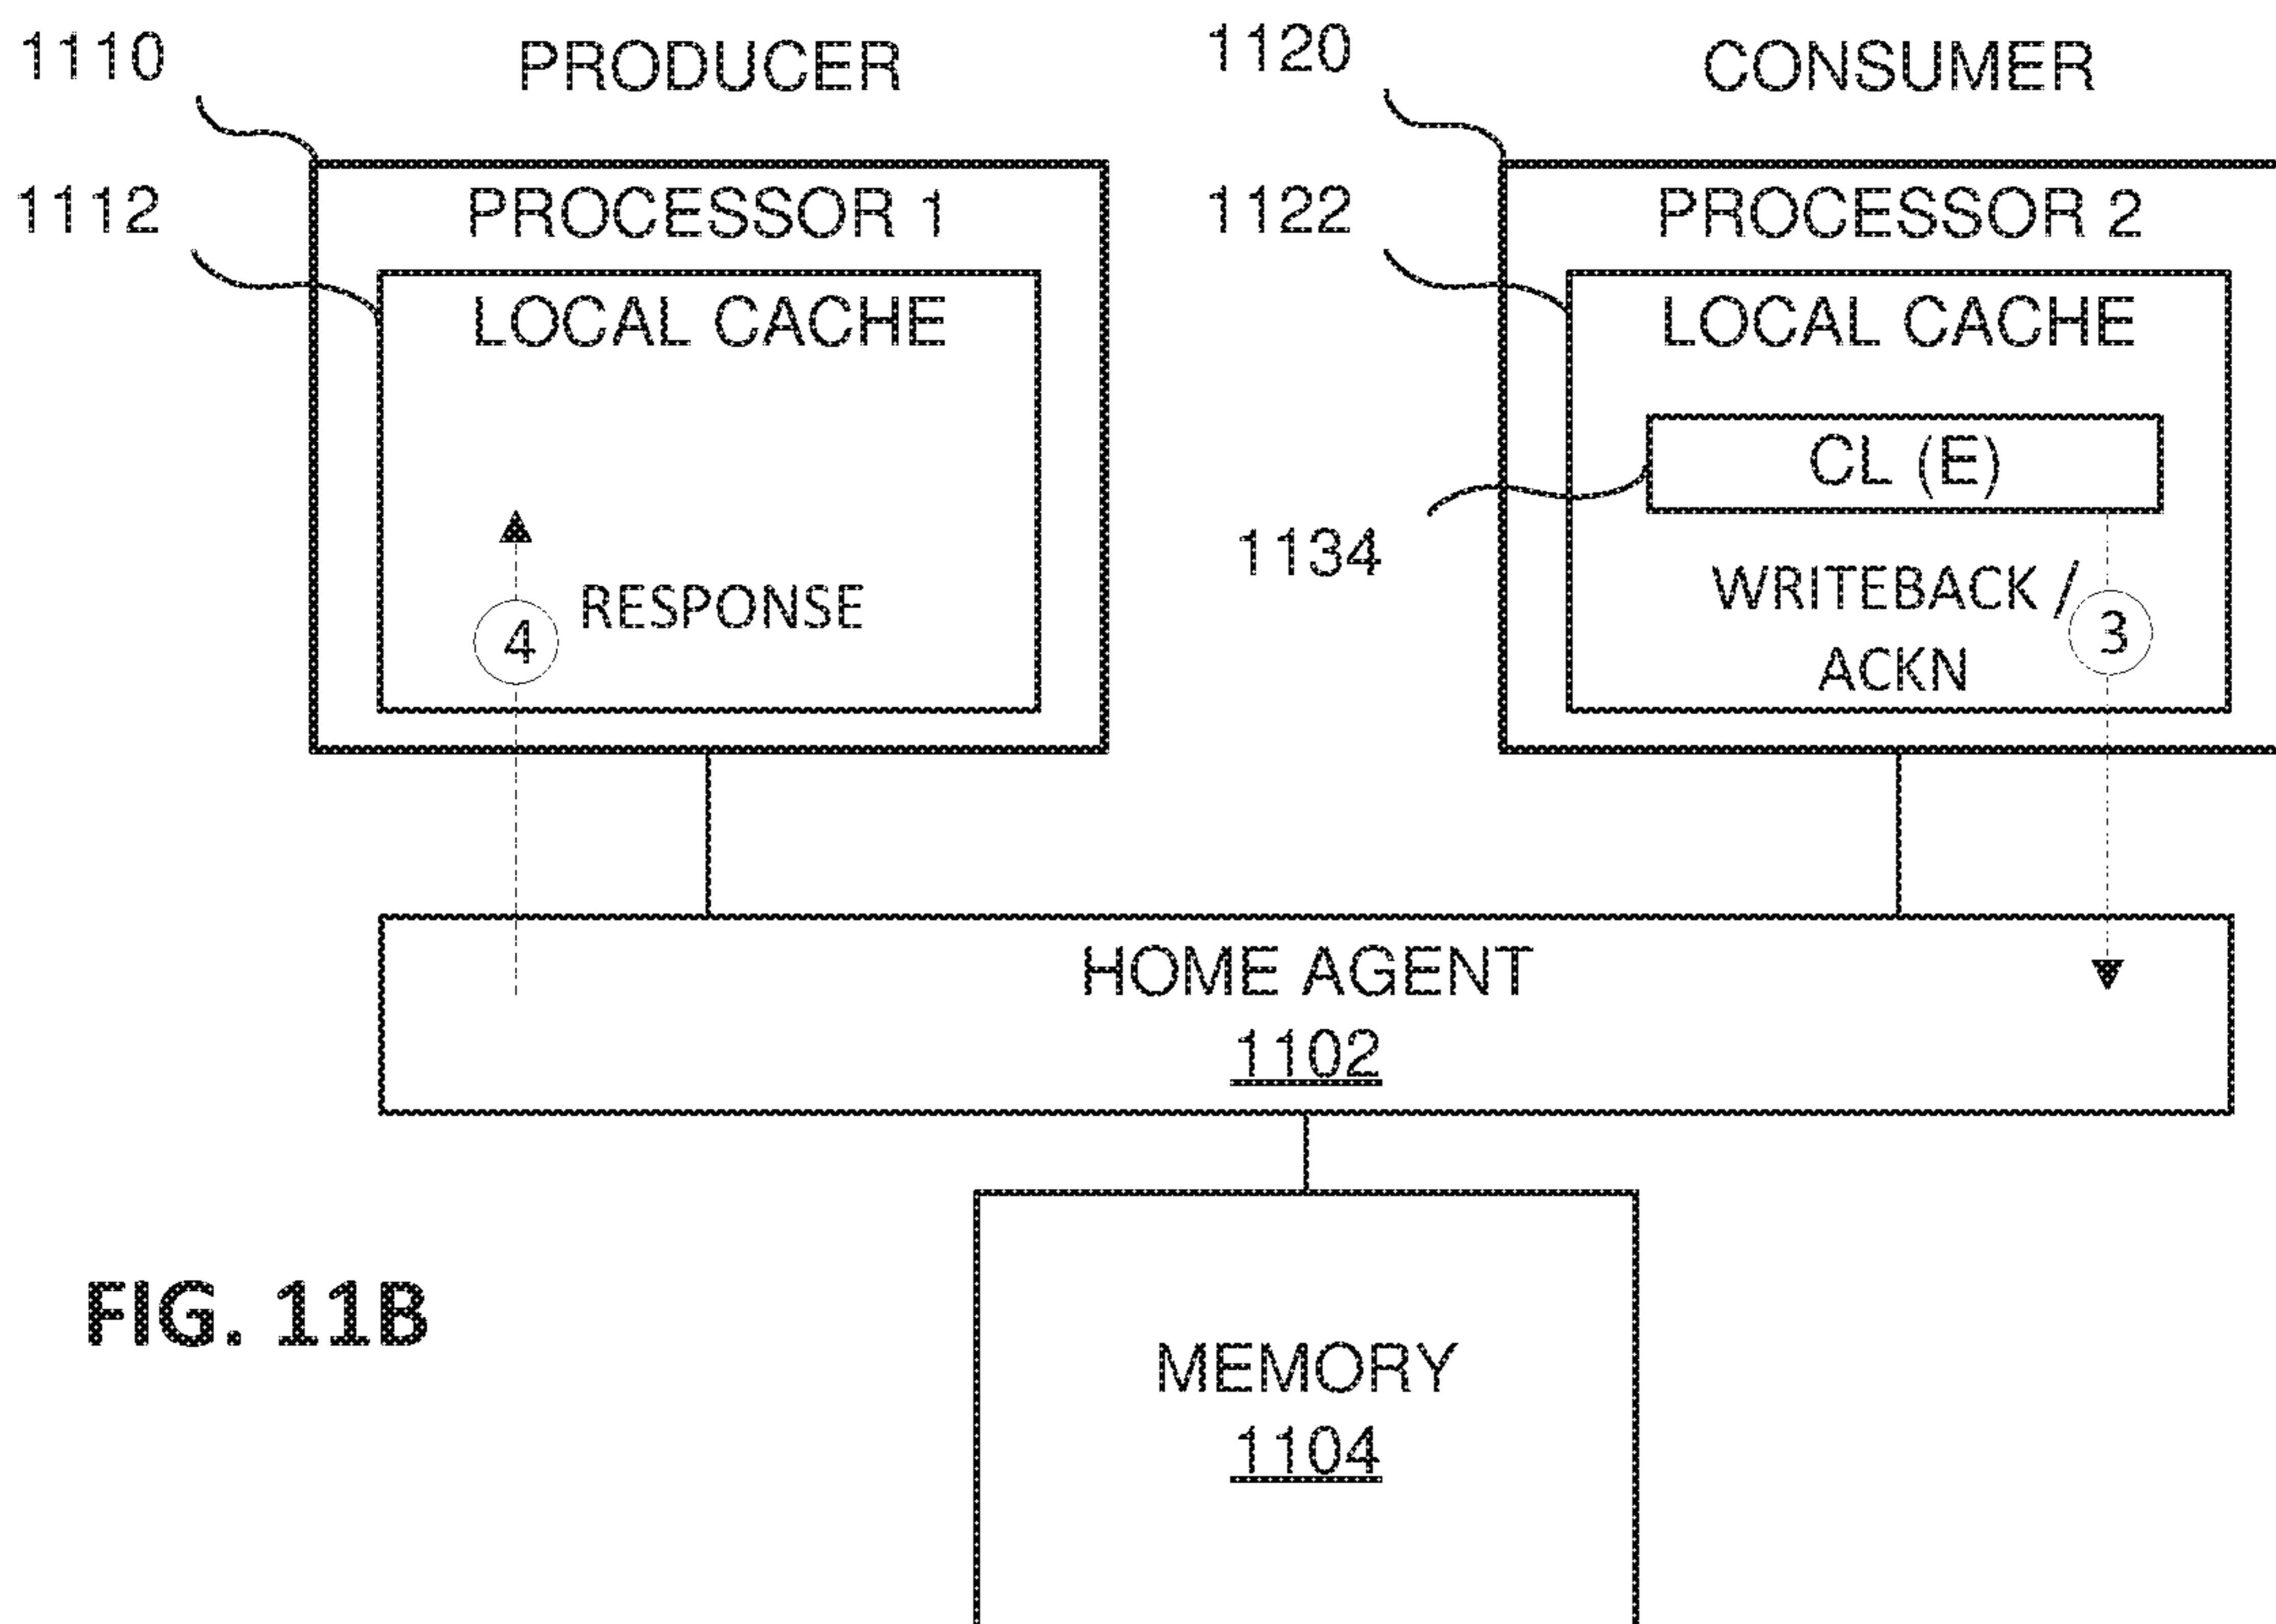 1110
PRODUCER
1120
CONSUMER
1112
PROCESSOR 1
1122
PROCESSOR 2
LOCAL CACHE
LOCAL CACHE
CL (E)
1134
4
RESPONSE
WRITEBACK /
ACKN
3
HOME AGENT
1102
MEMORY
1104
FIG. 11B